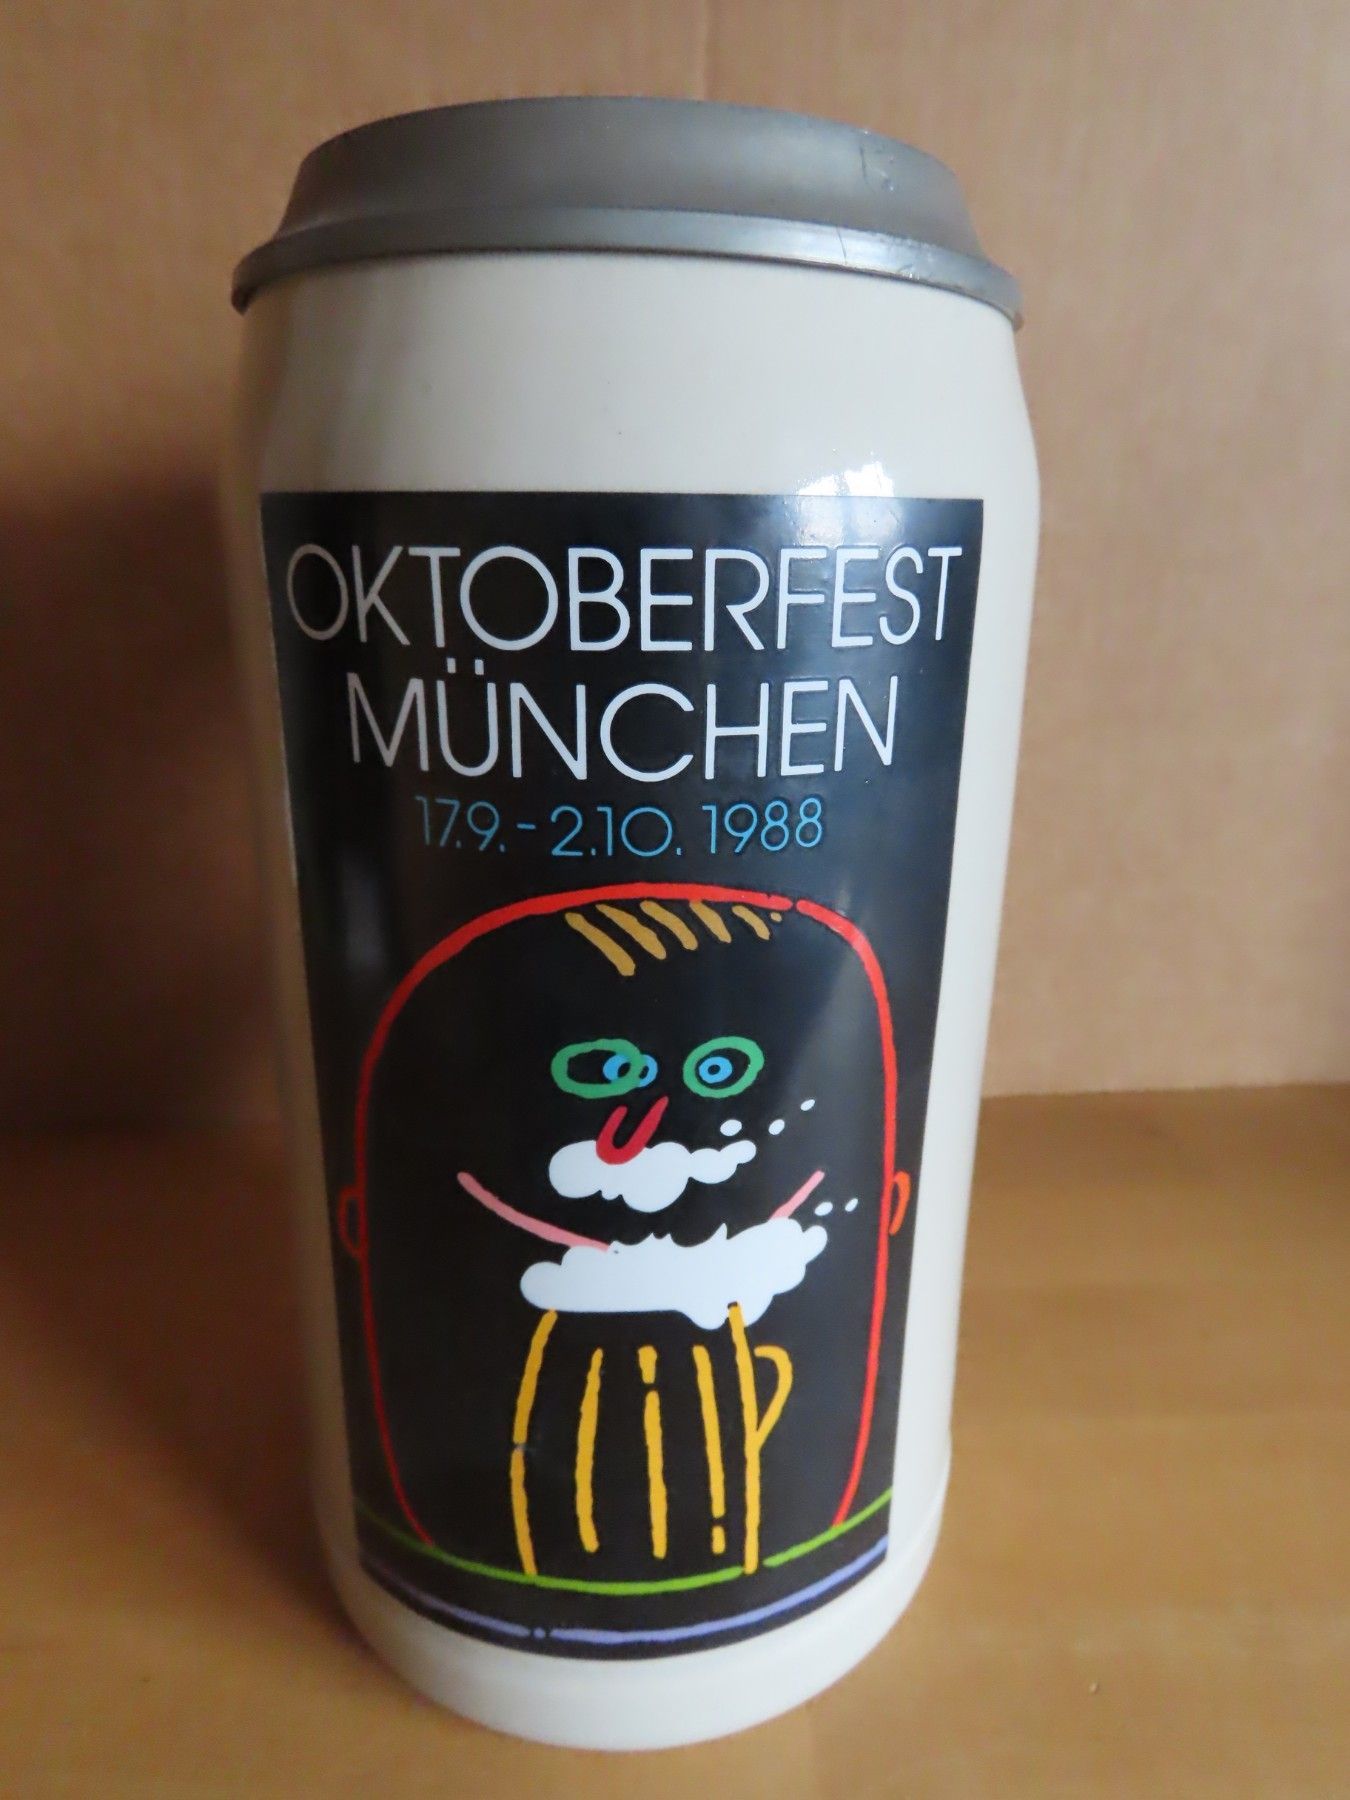 OKTOBERFEST
MÜNCHEN
17.9.-2.10. 1988